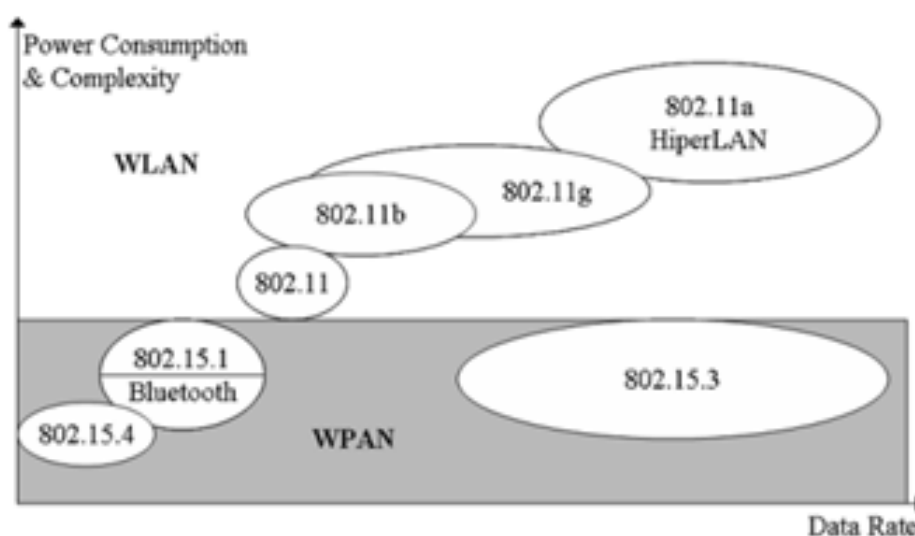 Power Consumption
& Complexity
802.11a
HiperLAN
WLAN
802.11g
802.11b
802.11
802.15.1
Bluetooth
802.15.3
802.15.4
WPAN
Data Rate